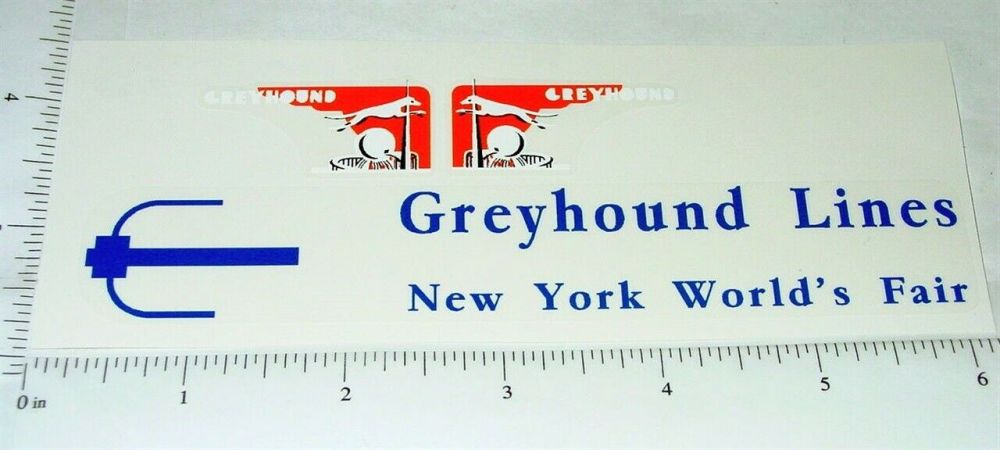 GREYHOUND GREYHOUND
Greyhound Lines
New York World's Fair
4
0 in 1 2 3 4 5 6